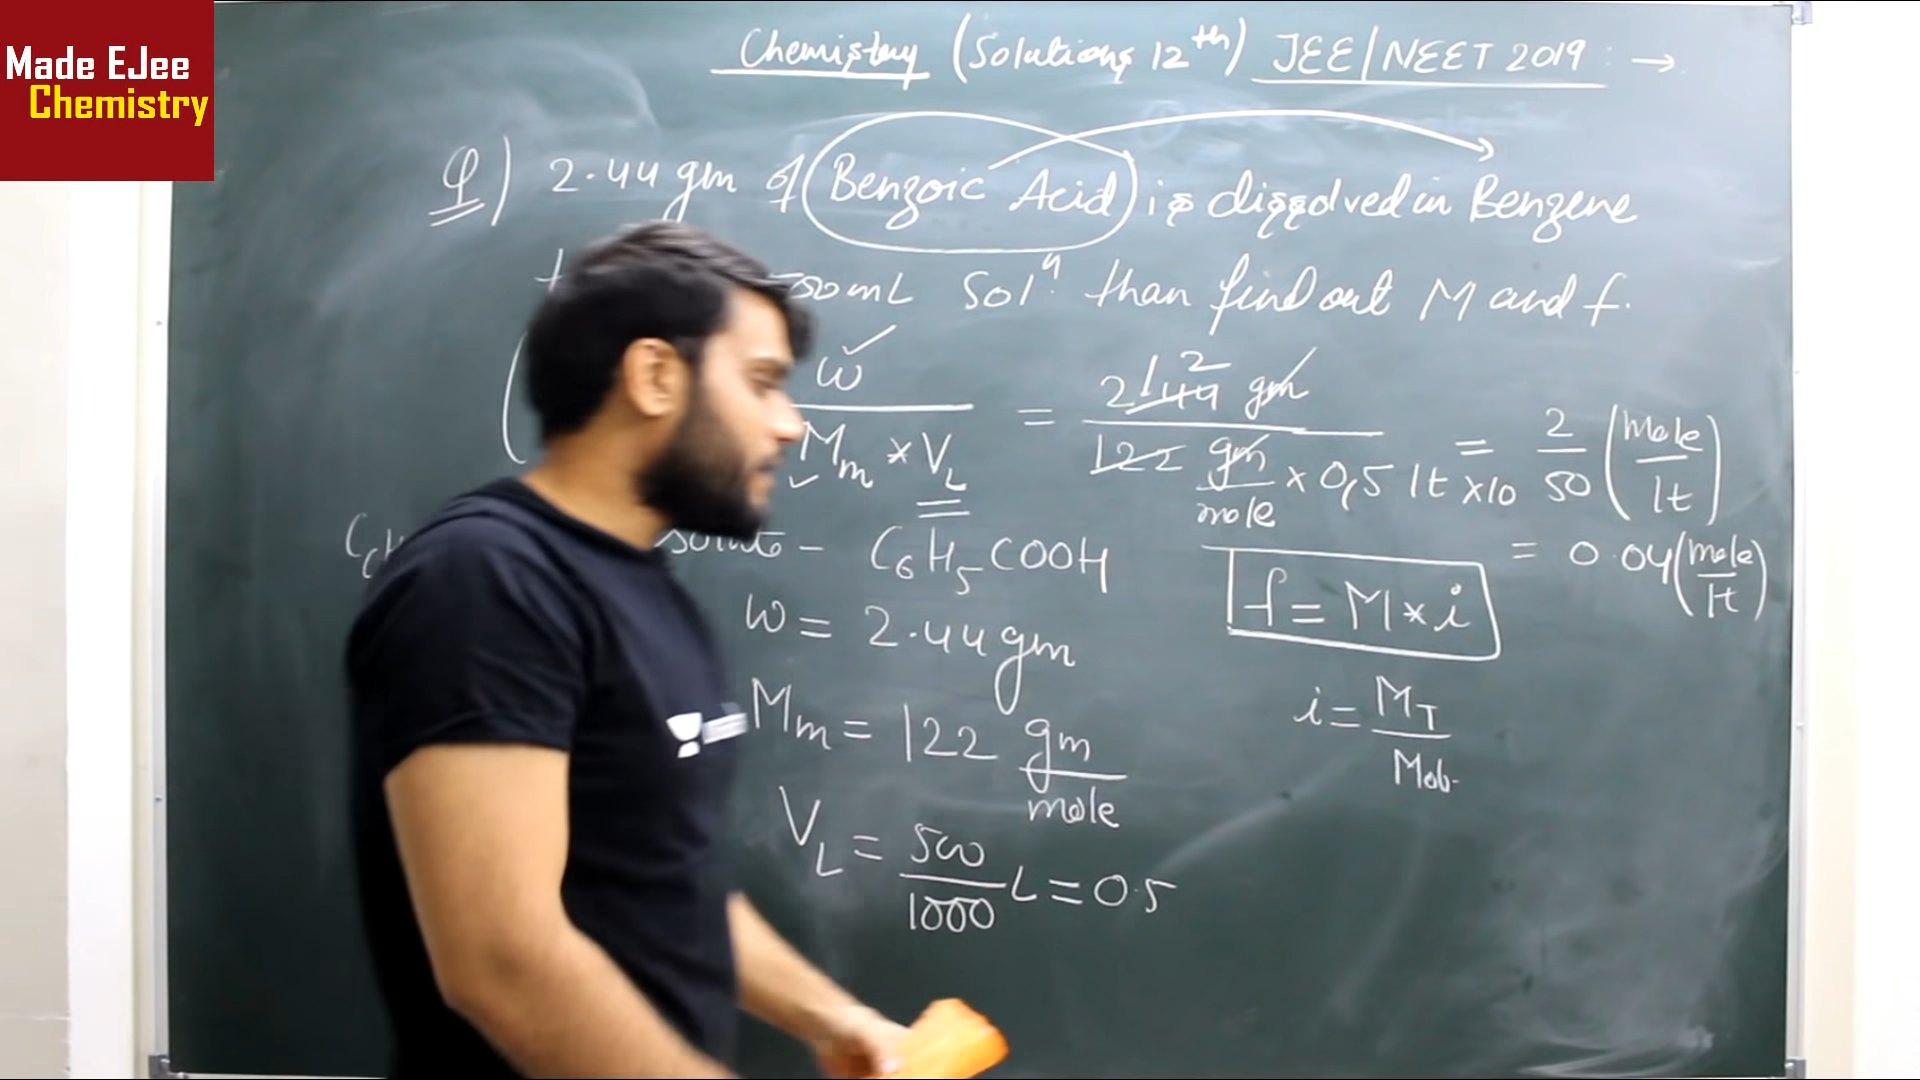 Made EJee
Chemistry
Chemistry (Solutions 12th) JEE/NEET 2019 : →
Q) 2.44 gm of Benzoic Acid is dissolved in Benzene
500 mL Solⁿ. than find out M and f.
w / Mm × VL = 2.44 2 gm / 122 gm/mole × 0.5 lt × 10 = 2/50 (mole/lt)
= 0.04 (mole/lt)
solute - C6H5COOH
f = M × i
w = 2.44 gm
Mm = 122 gm/mole
i = MT/Mob.
VL = 500/1000 L = 0.5